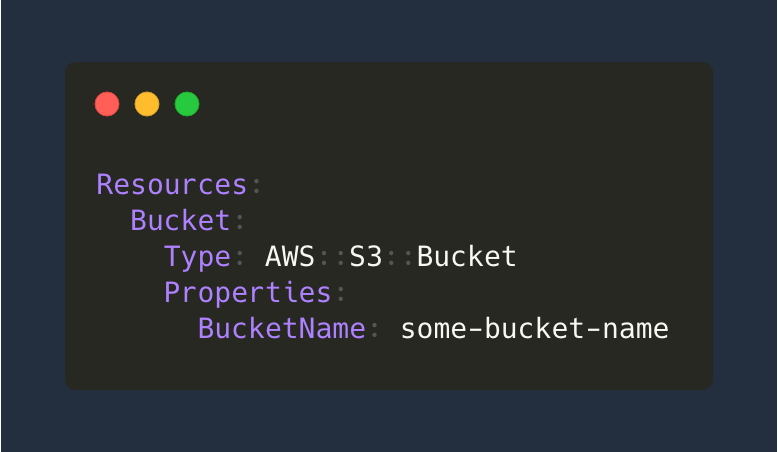 Resources:
  Bucket:
    Type: AWS::S3::Bucket
    Properties:
      BucketName: some-bucket-name